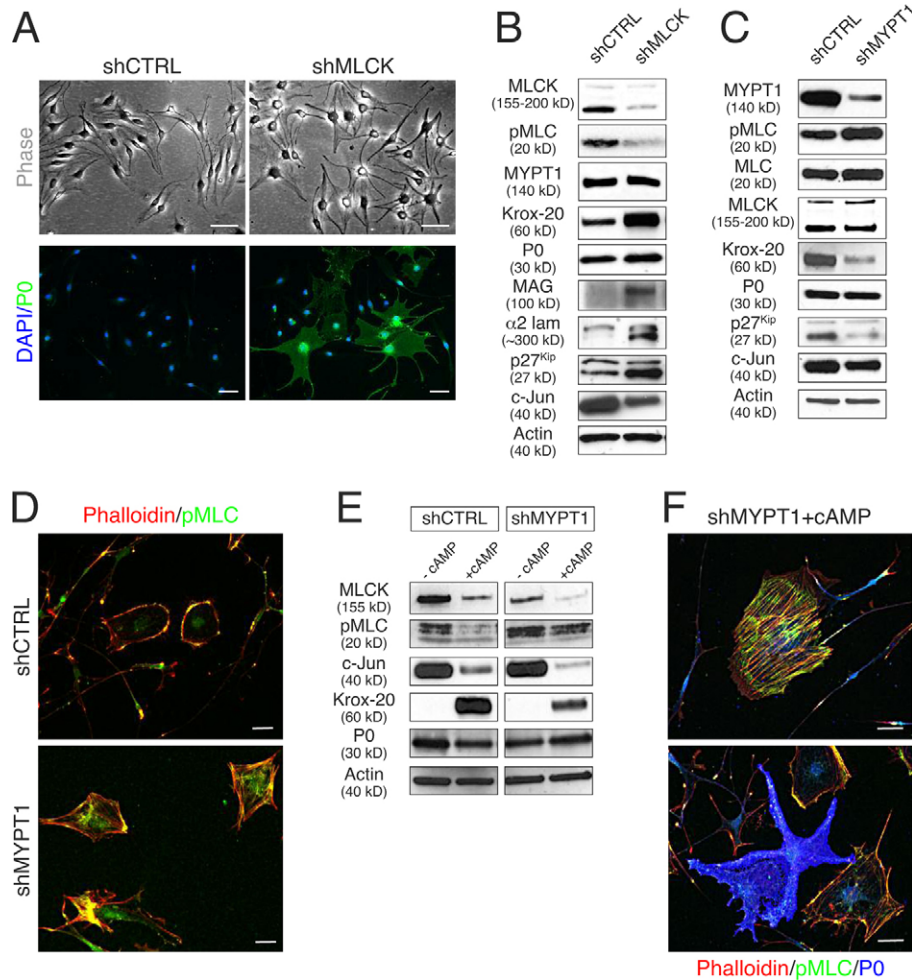 A
shCTRL
shMLCK
Phase
DAPI/P0
B
shCTRL
shMLCK
MLCK
(155-200 kD)
pMLC
(20 kD)
MYPT1
(140 kD)
Krox-20
(60 kD)
P0
(30 kD)
MAG
(100 kD)
α2 lam
(~300 kD)
p27Kip
(27 kD)
c-Jun
(40 kD)
Actin
(40 kD)
C
shCTRL
shMYPT1
MYPT1
(140 kD)
pMLC
(20 kD)
MLC
(20 kD)
MLCK
(155-200 kD)
Krox-20
(60 kD)
P0
(30 kD)
p27Kip
(27 kD)
c-Jun
(40 kD)
Actin
(40 kD)
D
Phalloidin/pMLC
shCTRL
shMYPT1
E
shCTRL
shMYPT1
- cAMP
+cAMP
- cAMP
+cAMP
MLCK
(155 kD)
pMLC
(20 kD)
c-Jun
(40 kD)
Krox-20
(60 kD)
P0
(30 kD)
Actin
(40 kD)
F
shMYPT1+cAMP
Phalloidin/pMLC/P0